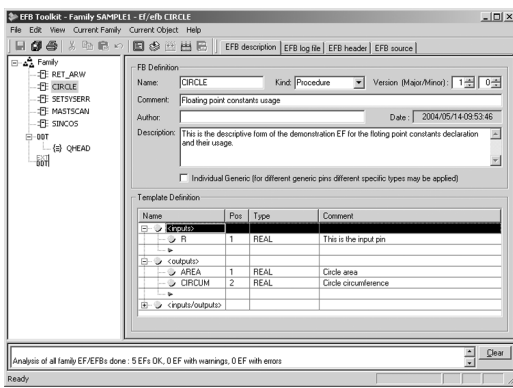 EFB Toolkit - Family SAMPLE1 - Ef/efb CIRCLE
File Edit View Current Family Current Object Help
EFB description EFB log file EFB header EFB source
Family
RET_ARW
CIRCLE
SETSYSERR
MASTSCAN
SINCOS
DDT
QHEAD
EXT
DDT
FB Definition
Name: CIRCLE Kind: Procedure Version (Major/Minor) : 1 0
Comment: Floating point constants usage
Author: Date : 2004/05/14-09:53:46
Description: This is the descriptive form of the demonstration EF for the floting point constants declaration
and their usage.
Individual Generic (for different generic pins different specific types may be applied)
Template Definition
Name Pos Type Comment
<inputs>
R 1 REAL This is the input pin
<outputs>
AREA 1 REAL Circle area
CIRCUM 2 REAL Circle circumference
<inputs/outputs>
Analysis of all family EF/EFBs done : 5 EFs OK, 0 EF with warnings, 0 EF with errors
Clear
Ready